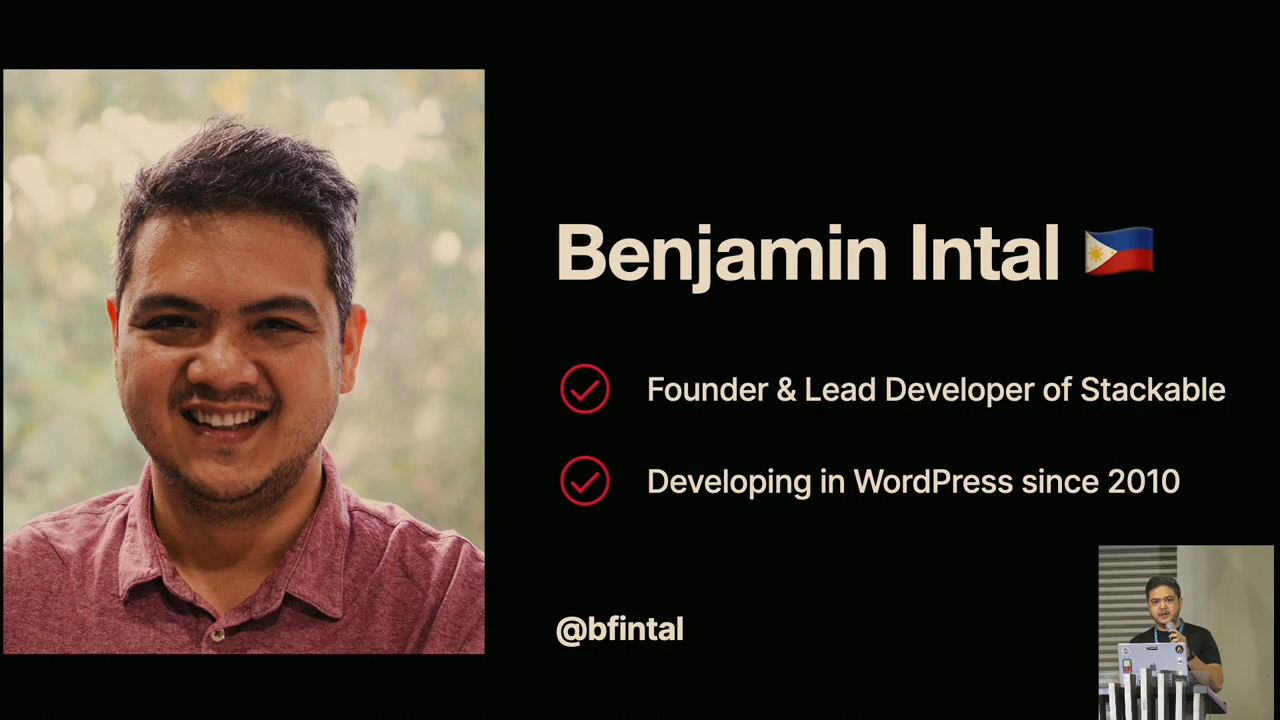 Benjamin Intal 🇵🇭
Founder & Lead Developer of Stackable
Developing in WordPress since 2010
@bfintal